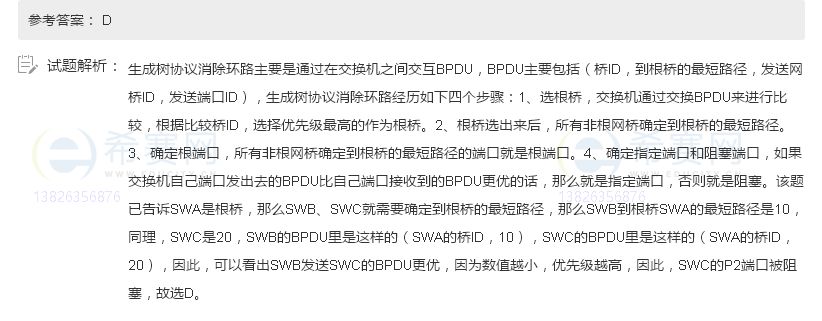 参考答案： D
试题解析：
生成树协议消除环路主要是通过在交换机之间交互BPDU，BPDU主要包括（桥ID，到根桥的最短路径，发送网
桥ID，发送端口ID），生成树协议消除环路经历如下四个步骤：1、选根桥，交换机通过交换BPDU来进行比
较，根据比较桥ID，选择优先级最高的作为根桥。2、根桥选出来后，所有非根网桥确定到根桥的最短路径。
3、确定根端口，所有非根网桥确定到根桥的最短路径的端口就是根端口。4、确定指定端口和阻塞端口，如果
交换机自己端口发出去的BPDU比自己端口接收到的BPDU更优的话，那么就是指定端口，否则就是阻塞。该题
已告诉SWA是根桥，那么SWB、SWC就需要确定到根桥的最短路径，那么SWB到根桥SWA的最短路径是10，
同理，SWC是20，SWB的BPDU里是这样的（SWA的桥ID，10），SWC的BPDU里是这样的（SWA的桥ID，
20），因此，可以看出SWB发送SWC的BPDU更优，因为数值越小，优先级越高，因此，SWC的P2端口被阻
塞，故选D。
希赛网
13826356876
希赛网
13826356876